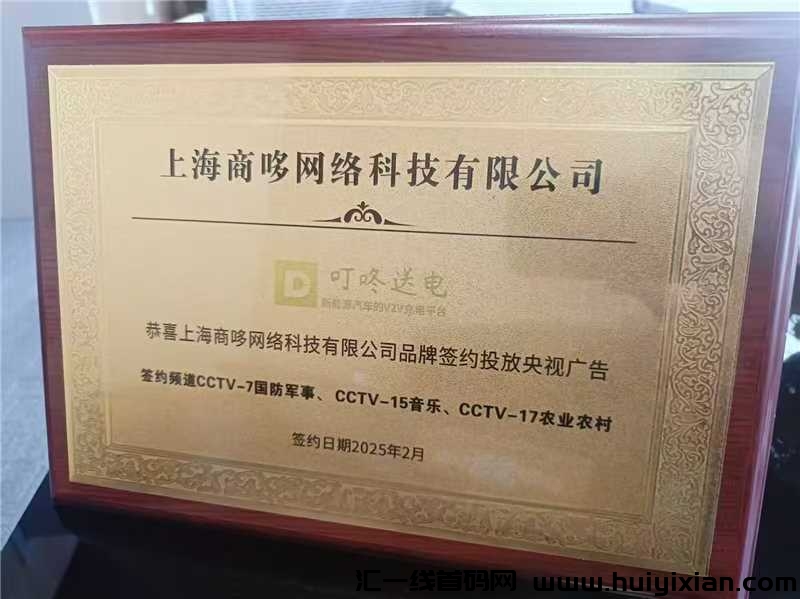 上海商哆网络科技有限公司
D 叮咚送电
新能源汽车的V2V充电平台
恭喜上海商哆网络科技有限公司品牌签约投放央视广告
签约频道CCTV-7国防军事、CCTV-15音乐、CCTV-17农业农村
签约日期2025年2月
汇一线首码网 www.huiyixian.com